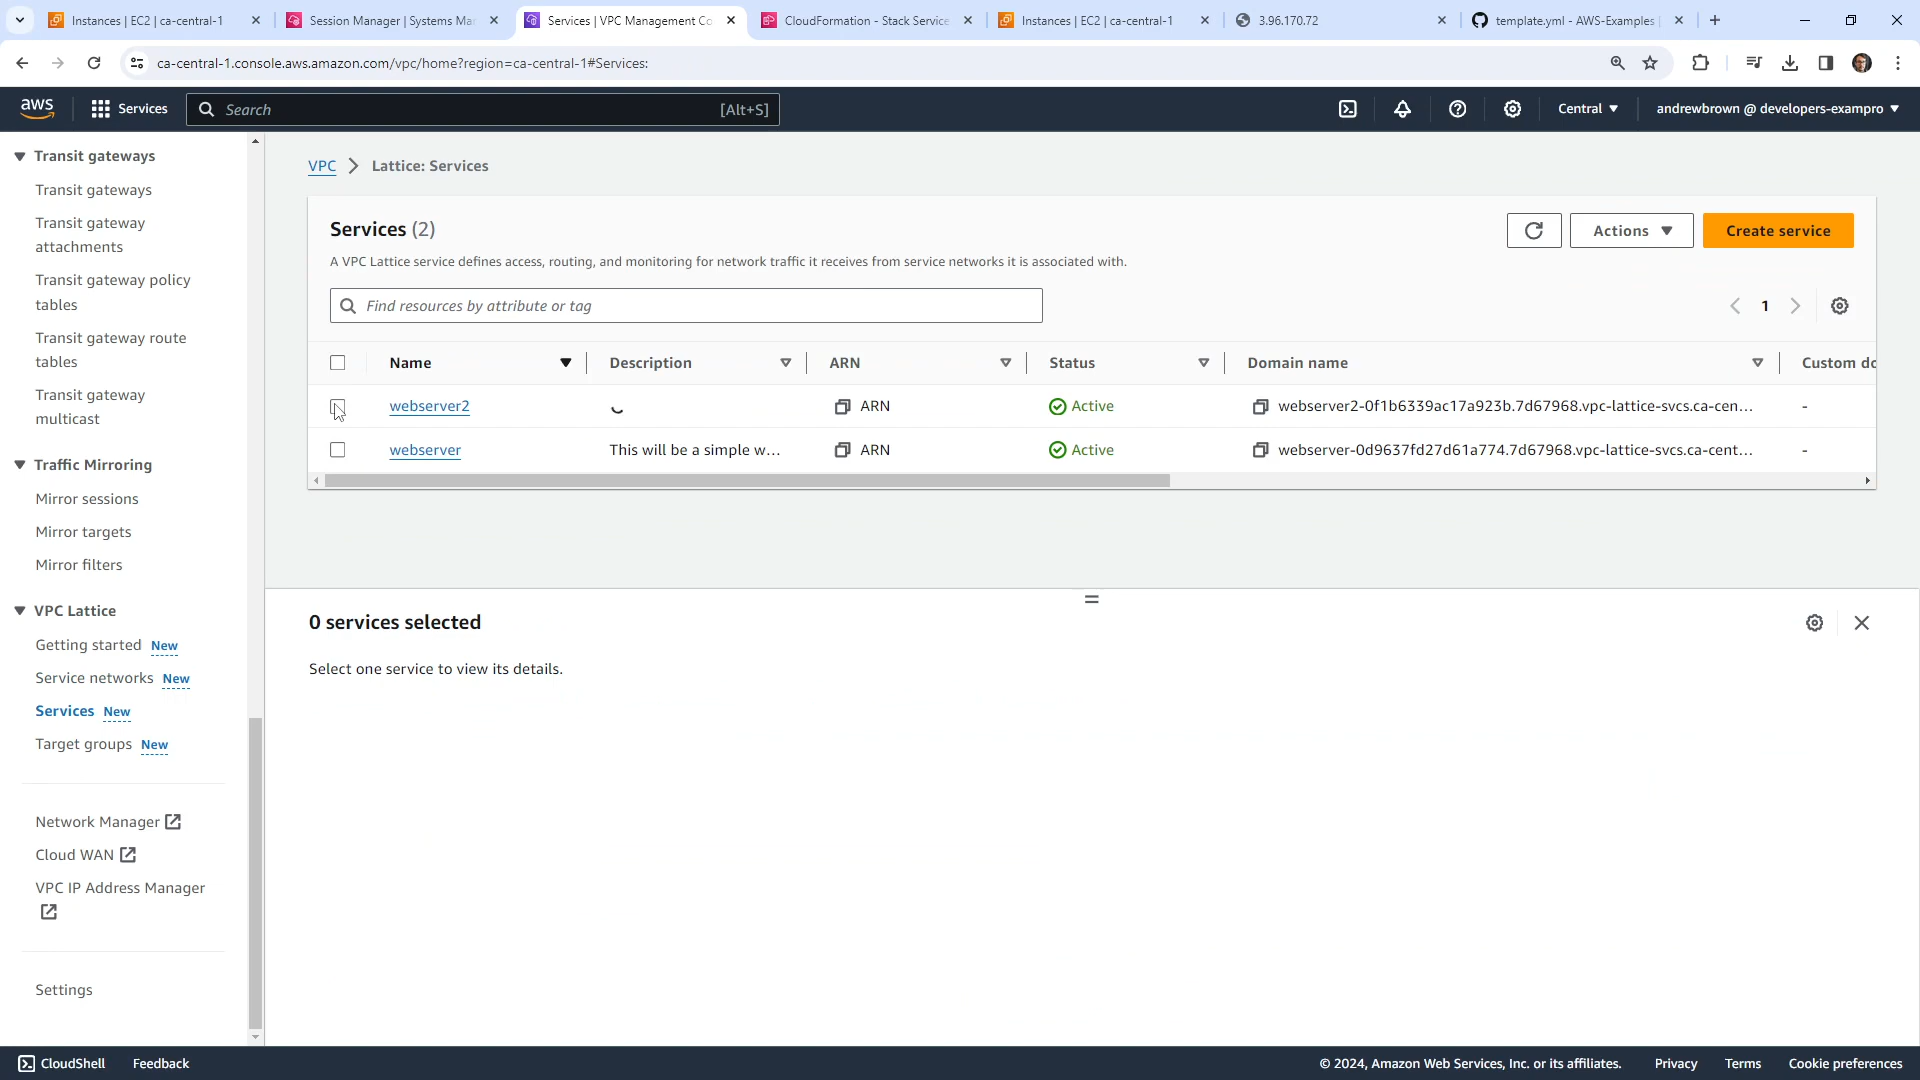 Instances | EC2 | ca-central-1
Session Manager | Systems Ma
Services | VPC Management Co
CloudFormation - Stack Service
Instances | EC2 | ca-central-1
3.96.170.72
template.yml - AWS-Examples
ca-central-1.console.aws.amazon.com/vpc/home?region=ca-central-1#Services:
aws
Services
Search
[Alt+S]
Central
andrewbrown @ developers-exampro
Transit gateways
Transit gateways
Transit gateway
attachments
Transit gateway policy
tables
Transit gateway route
tables
Transit gateway
multicast
Traffic Mirroring
Mirror sessions
Mirror targets
Mirror filters
VPC Lattice
Getting started New
Service networks New
Services New
Target groups New
Network Manager
Cloud WAN
VPC IP Address Manager
Settings
VPC > Lattice: Services
Services (2)
Actions
Create service
A VPC Lattice service defines access, routing, and monitoring for network traffic it receives from service networks it is associated with.
Find resources by attribute or tag
1
Name Description ARN Status Domain name Custom do
webserver2 ARN Active webserver2-0f1b6339ac17a923b.7d67968.vpc-lattice-svcs.ca-cen... -
webserver This will be a simple w... ARN Active webserver-0d9637fd27d61a774.7d67968.vpc-lattice-svcs.ca-cent... -
0 services selected
Select one service to view its details.
CloudShell Feedback
© 2024, Amazon Web Services, Inc. or its affiliates. Privacy Terms Cookie preferences